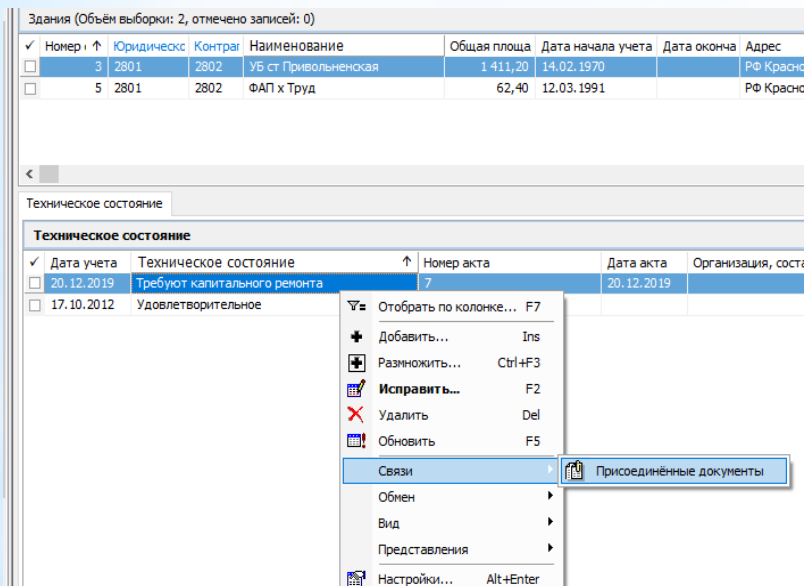 Здания (Объём выборки: 2, отмечено записей: 0)
✓ Номер ↑ Юридическс Контраг Наименование Общая площа Дата начала учета Дата оконча Адрес
3 2801 2802 УБ ст Привольненская 1 411,20 14.02.1970 РФ Красно
5 2801 2802 ФАП х Труд 62,40 12.03.1991 РФ Красно
Техническое состояние
Техническое состояние
✓ Дата учета Техническое состояние ↑ Номер акта Дата акта Организация, соста
20.12.2019 Требуют капитального ремонта 7 20.12.2019
17.10.2012 Удовлетворительное
Отобрать по колонке... F7
Добавить... Ins
Размножить... Ctrl+F3
Исправить... F2
Удалить Del
Обновить F5
Связи Присоединённые документы
Обмен
Вид
Представления
Настройки... Alt+Enter